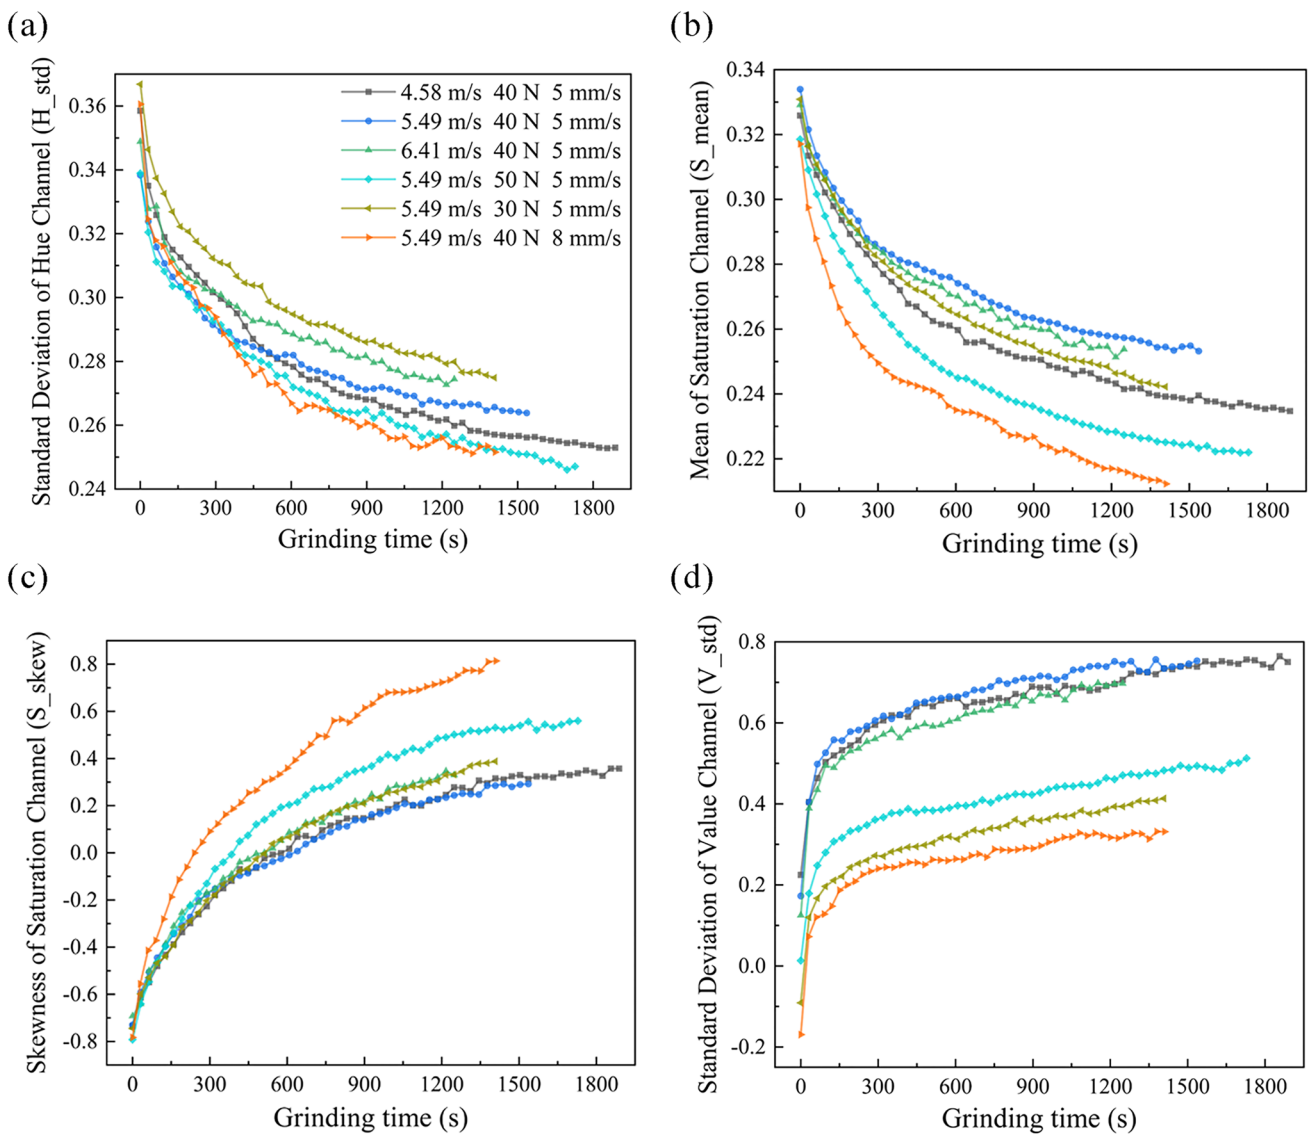 (a)
Standard Deviation of Hue Channel (H_std)
0.36
0.34
0.32
0.30
0.28
0.26
0.24
4.58 m/s 40 N 5 mm/s
5.49 m/s 40 N 5 mm/s
6.41 m/s 40 N 5 mm/s
5.49 m/s 50 N 5 mm/s
5.49 m/s 30 N 5 mm/s
5.49 m/s 40 N 8 mm/s
0 300 600 900 1200 1500 1800
Grinding time (s)
(b)
Mean of Saturation Channel (S_mean)
0.34
0.32
0.30
0.28
0.26
0.24
0.22
0 300 600 900 1200 1500 1800
Grinding time (s)
(c)
Skewness of Saturation Channel (S_skew)
0.8
0.6
0.4
0.2
0.0
-0.2
-0.4
-0.6
-0.8
0 300 600 900 1200 1500 1800
Grinding time (s)
(d)
Standard Deviation of Value Channel (V_std)
0.8
0.6
0.4
0.2
0.0
-0.2
0 300 600 900 1200 1500 1800
Grinding time (s)